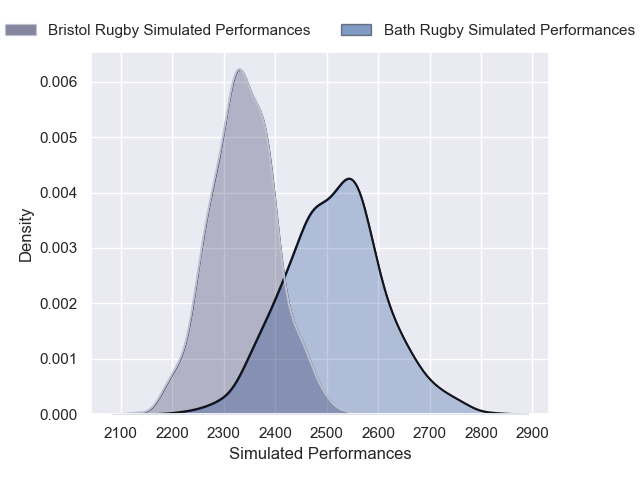 Bristol Rugby Simulated Performances Bath Rugby Simulated Performances
0.006
0.005
0.004
0.003
0.002
0.001
0.000
Density
2100 2200 2300 2400 2500 2600 2700 2800 2900
Simulated Performances